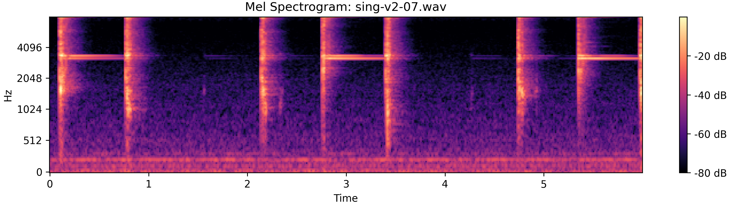 Mel Spectrogram: sing-v2-07.wav
4096
2048
1024
512
0
Hz
0 1 2 3 4 5
Time
-20 dB
-40 dB
-60 dB
-80 dB